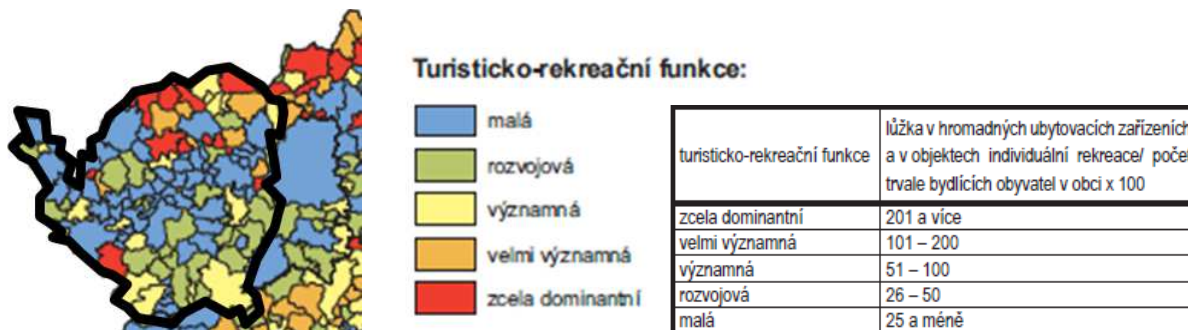 Turisticko-rekreační funkce:
malá
rozvojová
významná
velmi významná
zcela dominantní
turisticko-rekreační funkce
lůžka v hromadných ubytovacích zařízeních
a v objektech individuální rekreace/ počet
trvale bydlících obyvatel v obci x 100
zcela dominantní 201 a více
velmi významná 101 – 200
významná 51 – 100
rozvojová 26 – 50
malá 25 a méně